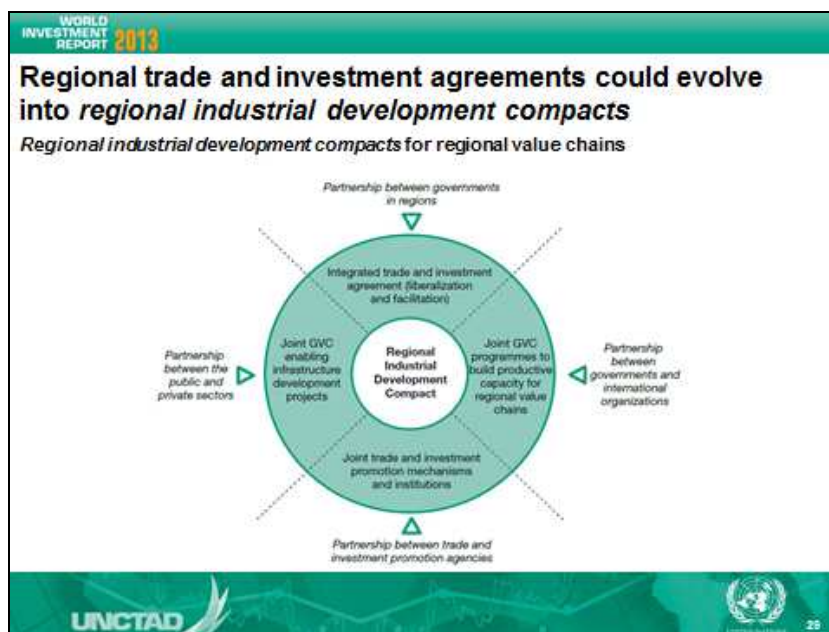 WORLD
INVESTMENT
REPORT 2013
Regional trade and investment agreements could evolve
into regional industrial development compacts
Regional industrial development compacts for regional value chains
Partnership between governments
in regions
Integrated trade and investment
agreement (liberalization
and facilitation)
Partnership
between the
public and
private sectors
Joint GVC
enabling
infrastructure
development
projects
Regional
Industrial
Development
Compact
Joint GVC
programmes to
build productive
capacity for
regional value
chains
Partnership
between
governments and
international
organizations
Joint trade and investment
promotion mechanisms
and institutions
Partnership between trade and
investment promotion agencies
UNCTAD
UNITED NATIONS
29